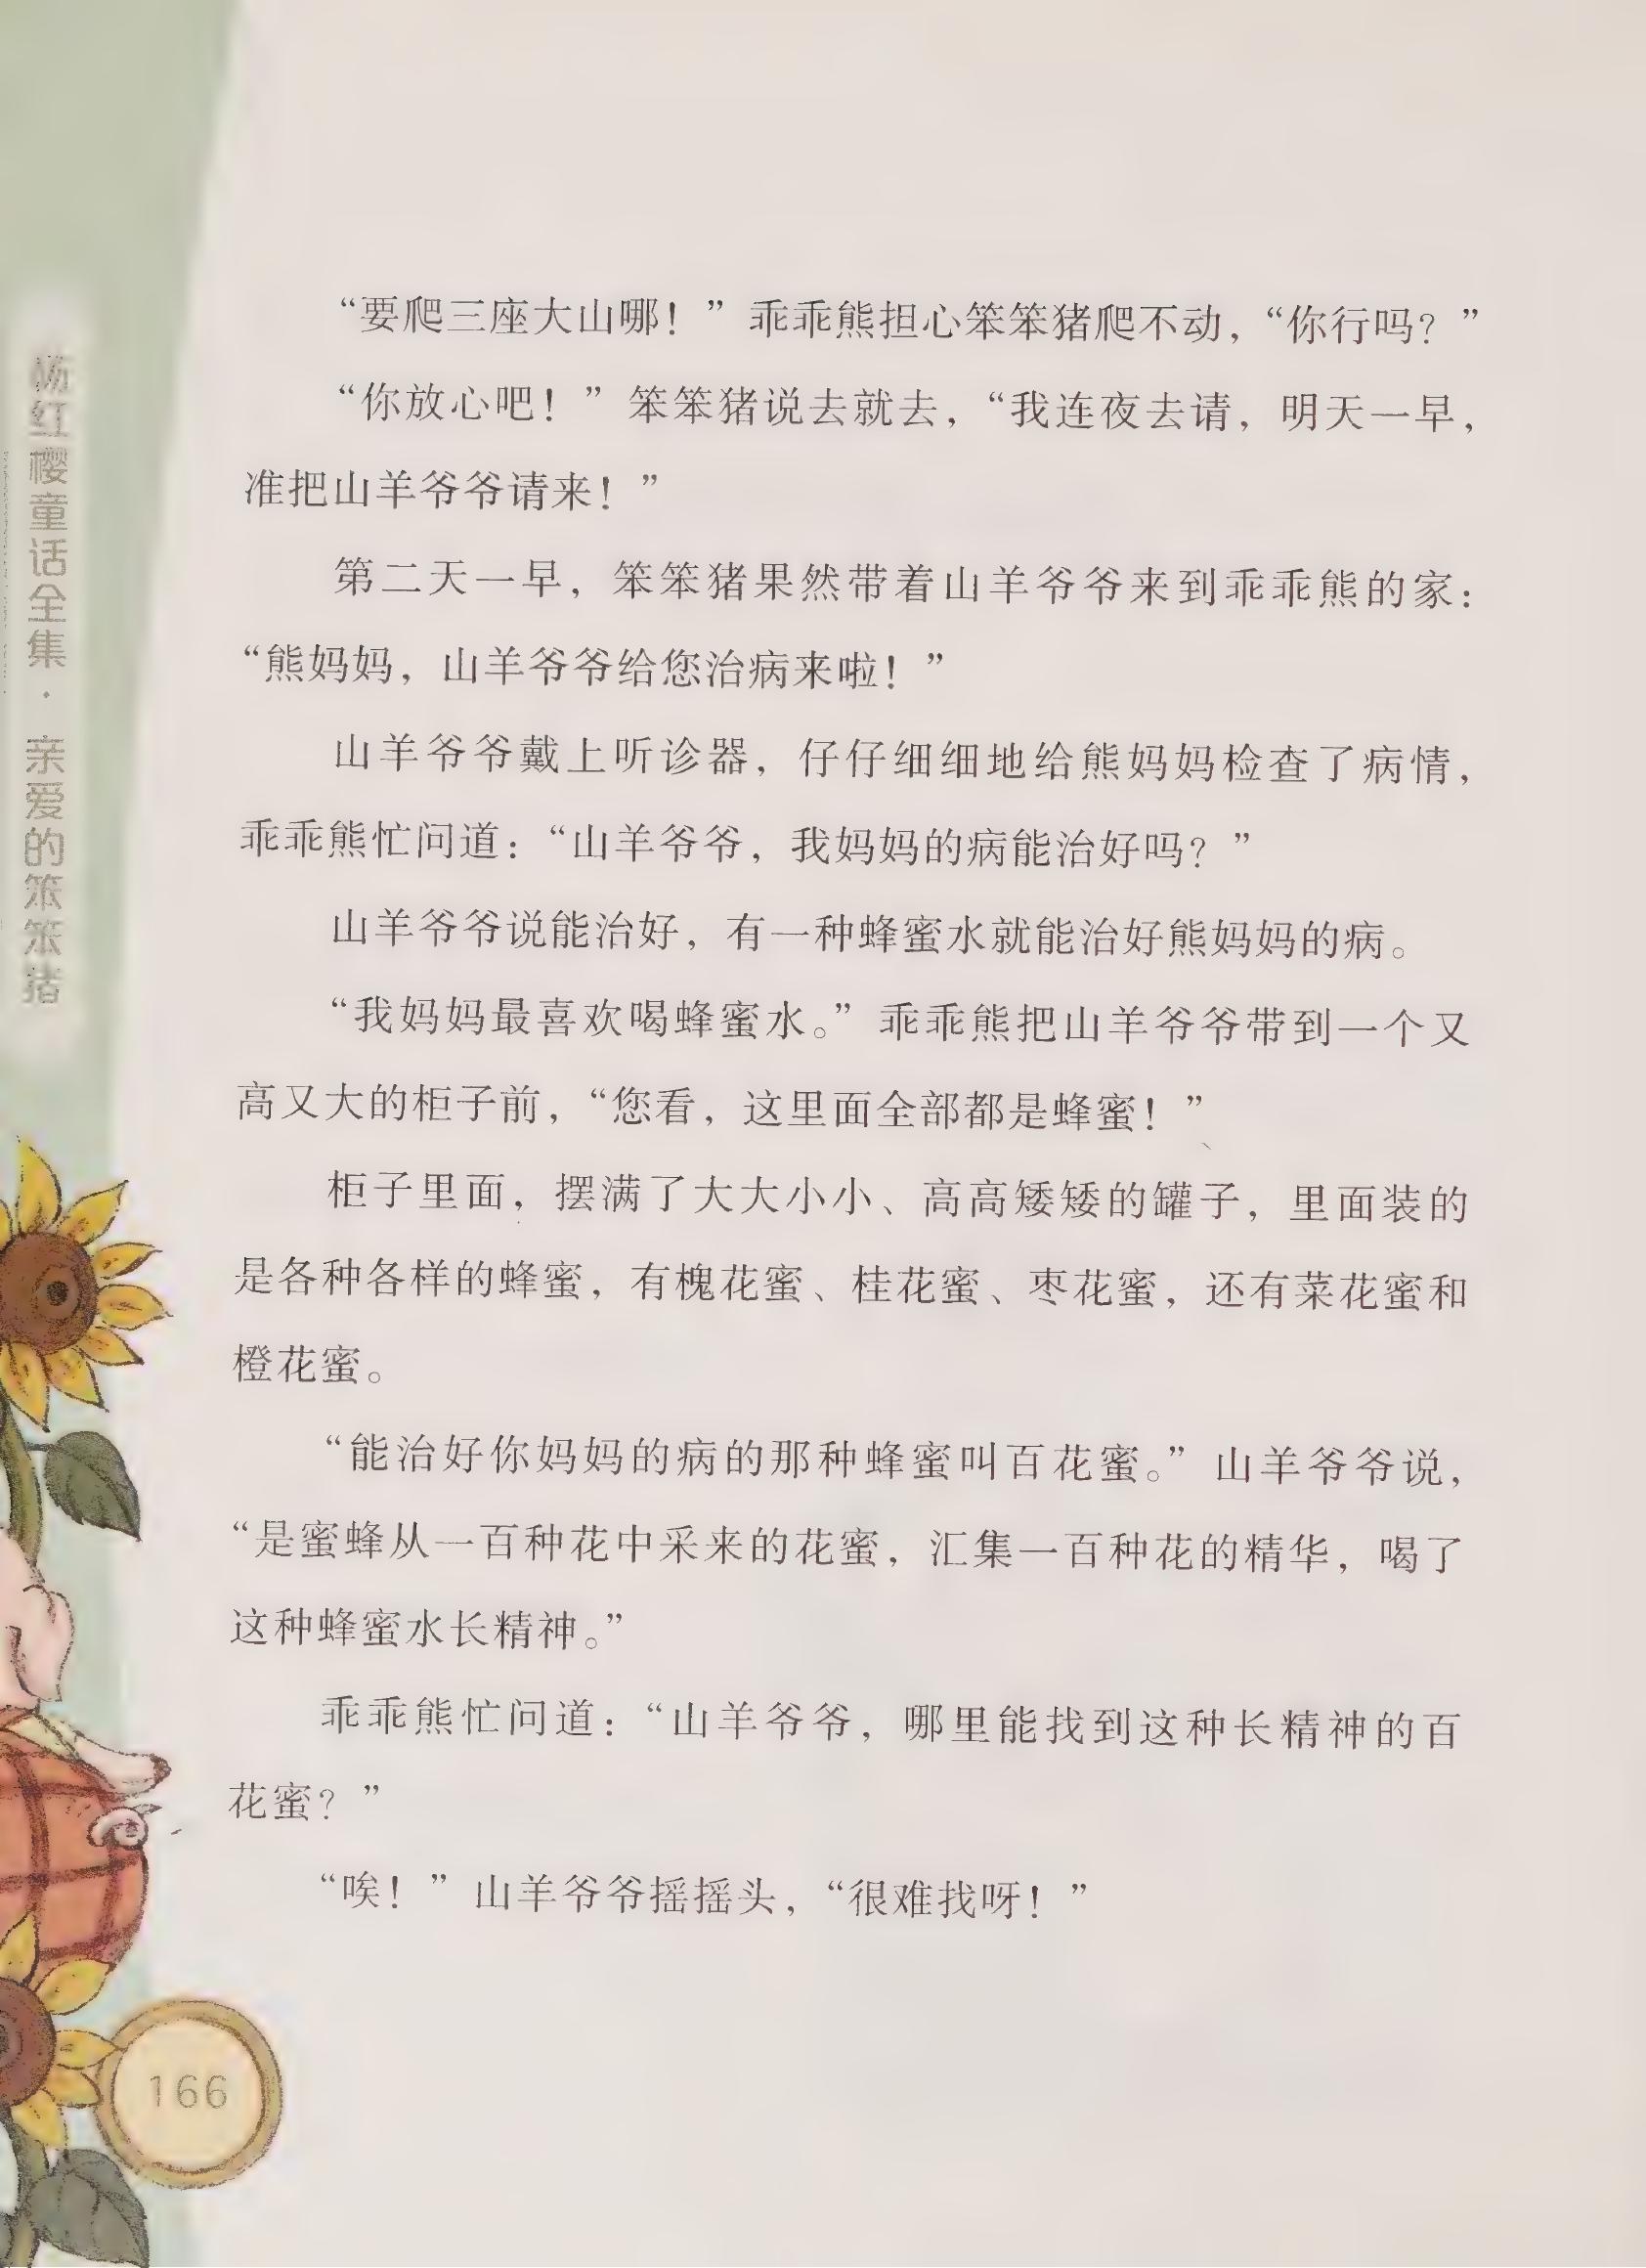 杨红樱童话全集·亲爱的笨笨猪
“要爬三座大山哪！”乖乖熊担心笨笨猪爬不动，“你行吗？”
“你放心吧！”笨笨猪说去就去，“我连夜去请，明天一早，
准把山羊爷爷请来！”
第二天一早，笨笨猪果然带着山羊爷爷来到乖乖熊的家：
“熊妈妈，山羊爷爷给您治病来啦！”
山羊爷爷戴上听诊器，仔仔细细地给熊妈妈检查了病情，
乖乖熊忙问道：“山羊爷爷，我妈妈的病能治好吗？”
山羊爷爷说能治好，有一种蜂蜜水就能治好熊妈妈的病。
“我妈妈最喜欢喝蜂蜜水。”乖乖熊把山羊爷爷带到一个又
高又大的柜子前，“您看，这里面全部都是蜂蜜！”
柜子里面，摆满了大大小小、高高矮矮的罐子，里面装的
是各种各样的蜂蜜，有槐花蜜、桂花蜜、枣花蜜，还有菜花蜜和
橙花蜜。
“能治好你妈妈的病的那种蜂蜜叫百花蜜。”山羊爷爷说，
“是蜜蜂从一百种花中采来的花蜜，汇集一百种花的精华，喝了
这种蜂蜜水长精神。”
乖乖熊忙问道：“山羊爷爷，哪里能找到这种长精神的百
花蜜？”
“唉！”山羊爷爷摇摇头，“很难找呀！”
166